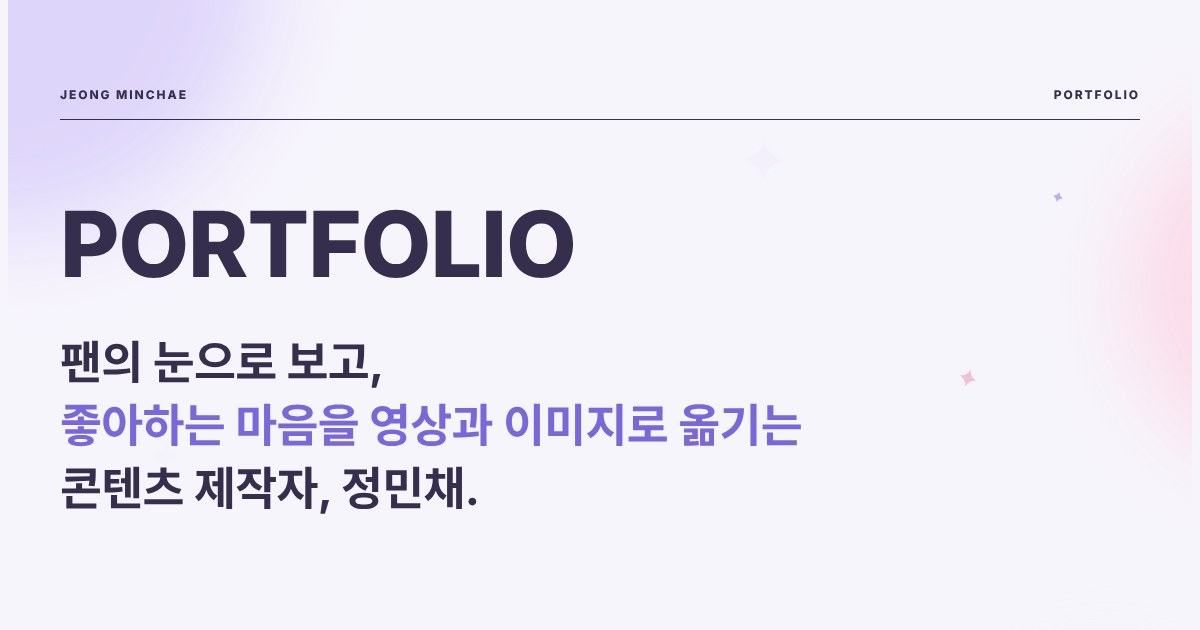 JEONG MINCHAE
PORTFOLIO
PORTFOLIO
팬의 눈으로 보고,
좋아하는 마음을 영상과 이미지로 옮기는
콘텐츠 제작자, 정민채.